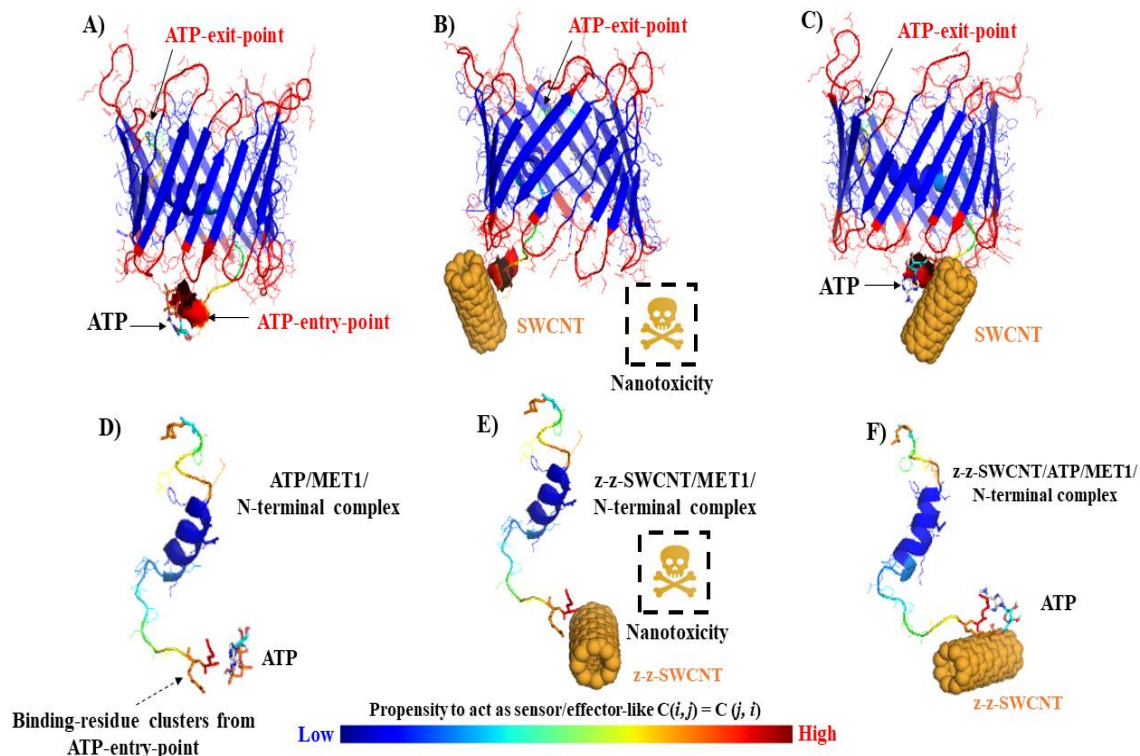 A)
ATP-exit-point
ATP
ATP-entry-point
B)
ATP-exit-point
SWCNT
Nanotoxicity
C)
ATP-exit-point
ATP
SWCNT
D)
ATP/MET1/
N-terminal complex
ATP
Binding-residue clusters from
ATP-entry-point
E)
z-z-SWCNT/MET1/
N-terminal complex
Nanotoxicity
z-z-SWCNT
F)
z-z-SWCNT/ATP/MET1/
N-terminal complex
ATP
z-z-SWCNT
Propensity to act as sensor/effector-like C(i,j) = C (j, i)
Low
High